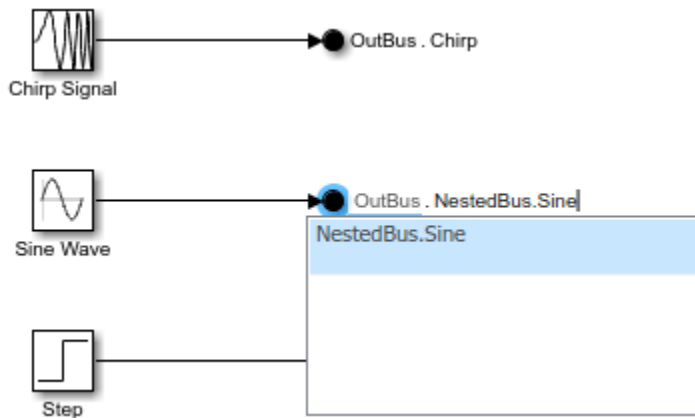 OutBus . Chirp
Chirp Signal
OutBus . NestedBus.Sine
NestedBus.Sine
Sine Wave
Step